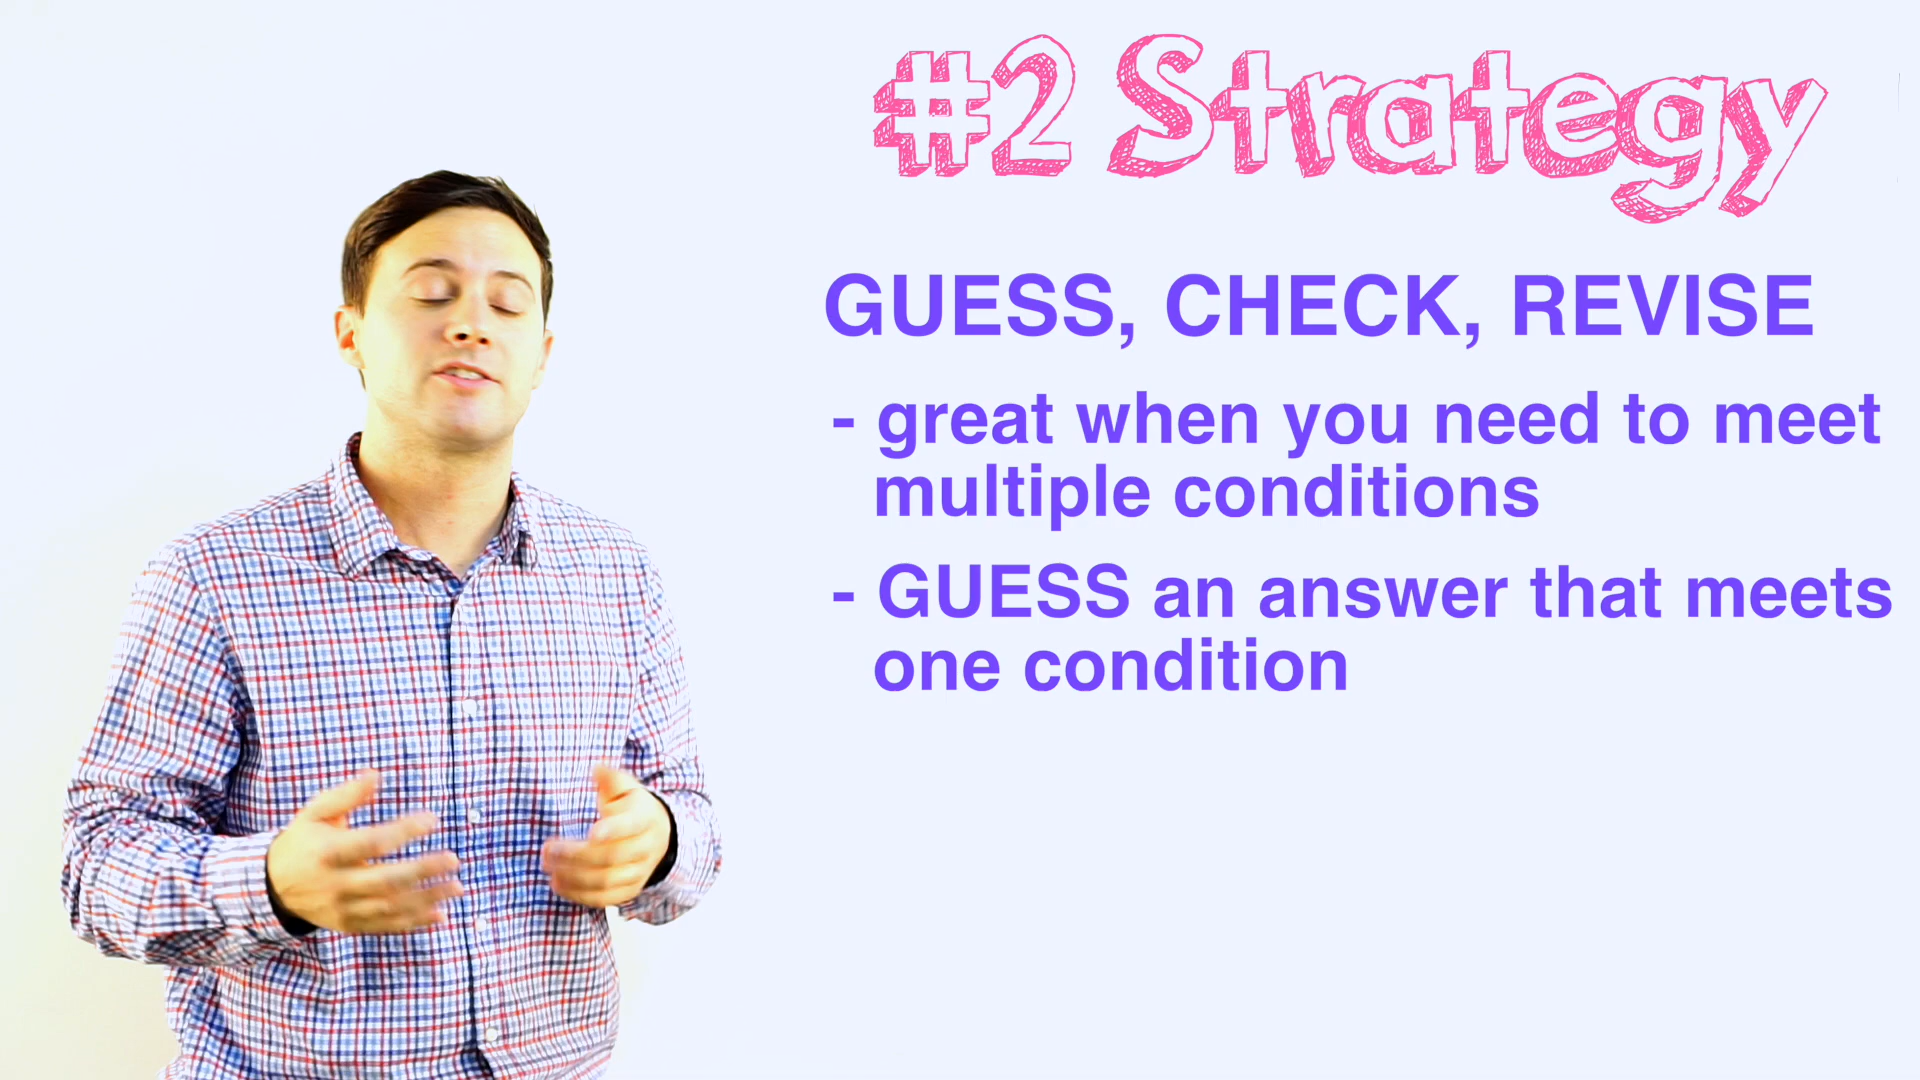 #2 Strategy
GUESS, CHECK, REVISE
- great when you need to meet
multiple conditions
- GUESS an answer that meets
one condition